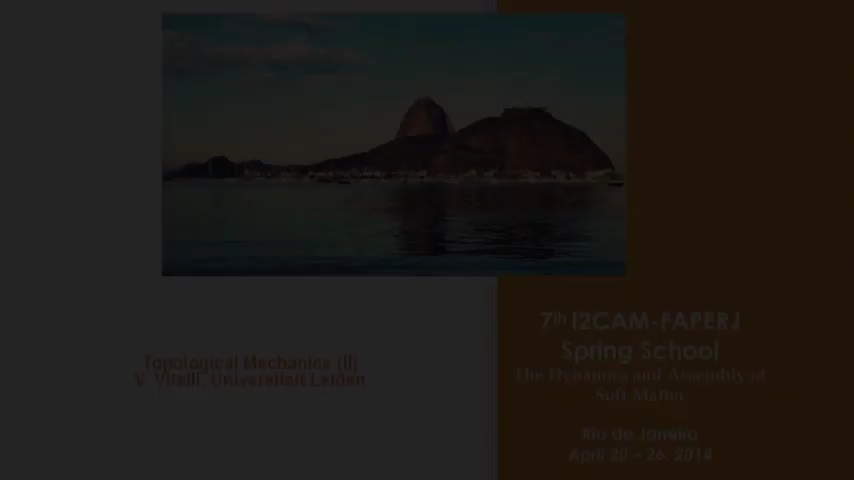 Topological Mechanics (II)
V. Vitelli, Universiteit Leiden
7th I2CAM-FAPERJ
Spring School
The Dynamics and Assembly of
Soft Matter
Rio de Janeiro
April 20 - 26, 2014